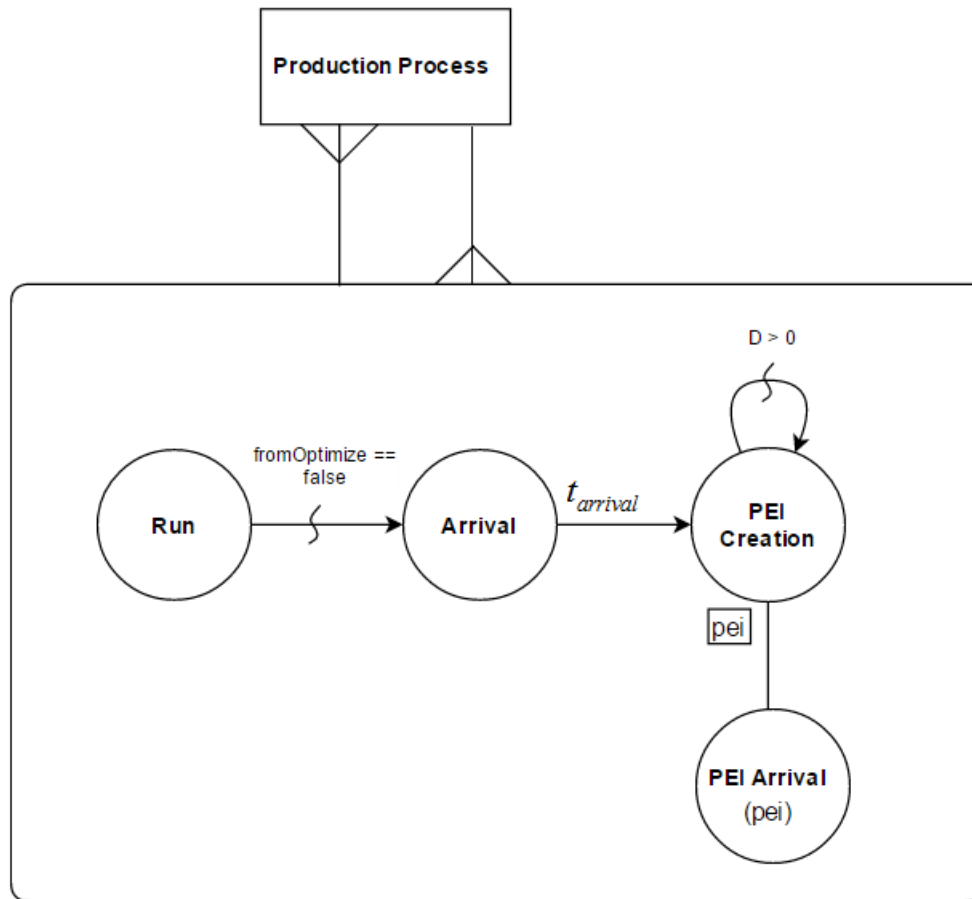 Production Process
D > 0
fromOptimize ==
false
Run
Arrival
t_arrival
PEI
Creation
pei
PEI Arrival
(pei)